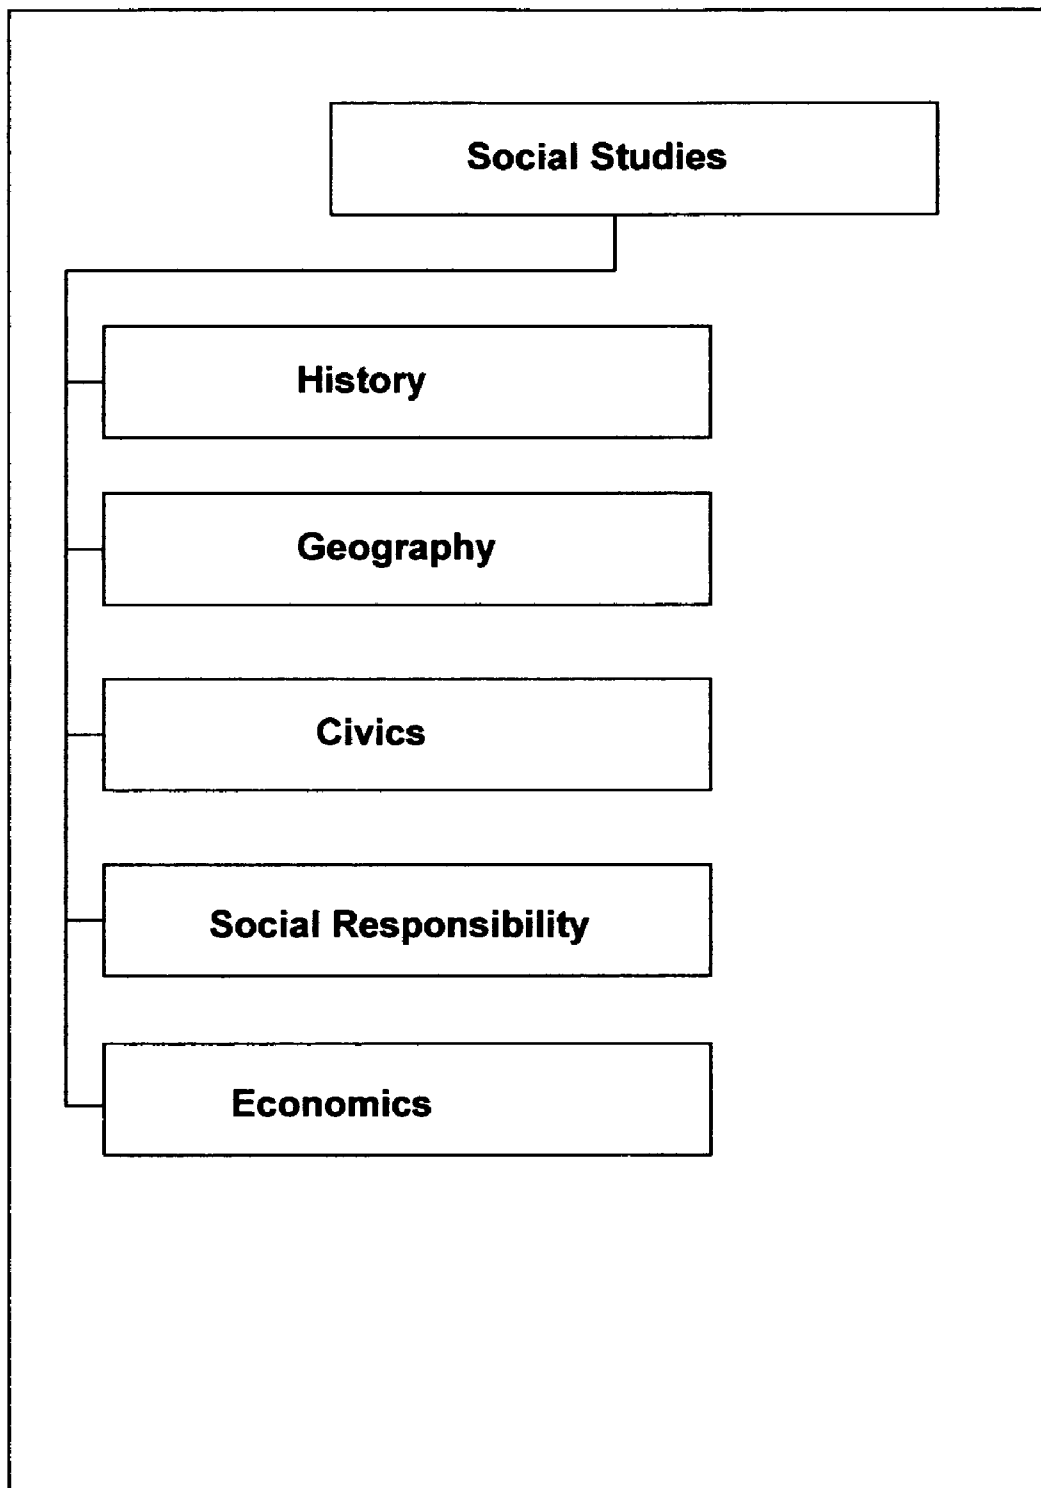 Social Studies
History
Geography
Civics
Social Responsibility
Economics